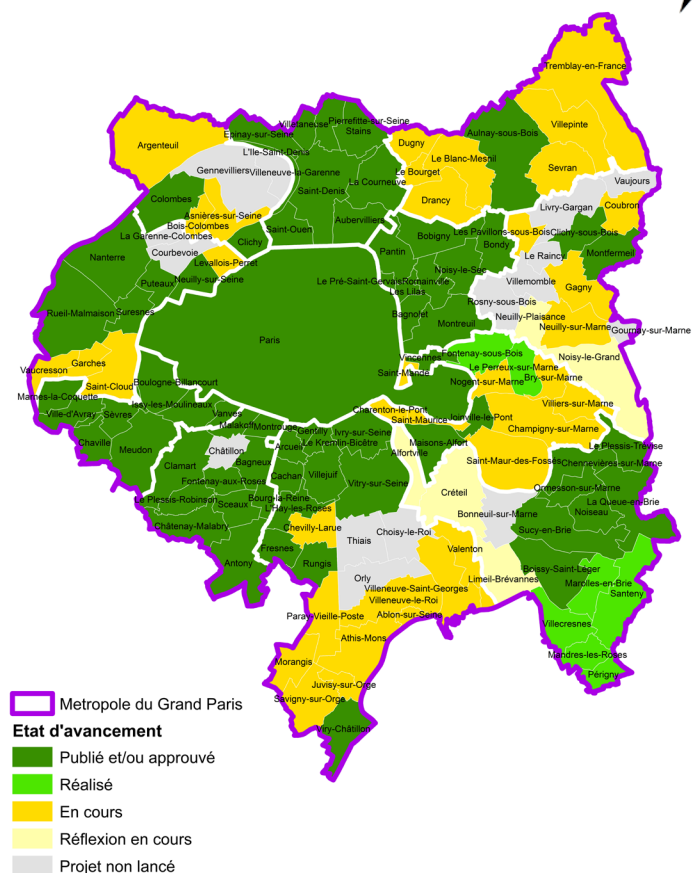 Tremblay-en-France
Villetaneuse
Pierrefitte-sur-Seine
Stains
Villepinte
Epinay-sur-Seine
Aulnay-sous-Bois
Dugny
Argenteuil
L'Ile-Saint-Denis
Le Blanc-Mesnil
Gennevilliers
Villeneuve-la-Garenne
Le Bourget
Sevran
La Courneuve
Vaujours
Saint-Denis
Colombes
Drancy
Coubron
Livry-Gargan
Asnières-sur-Seine
Aubervilliers
Bois-Colombes
Saint-Ouen
Les Pavillons-sous-Bois
Clichy-sous-Bois
La Garenne-Colombes
Bobigny
Clichy
Bondy
Courbevoie
Pantin
Montfermeil
Nanterre
Le Raincy
Levallois-Perret
Noisy-le-Sec
Neuilly-sur-Seine
Puteaux
Le Pré-Saint-Gervais
Romainville
Villemomble
Gagny
Les Lilas
Rosny-sous-Bois
Rueil-Malmaison
Suresnes
Bagnolet
Neuilly-Plaisance
Montreuil
Neuilly-sur-Marne
Gournay-sur-Marne
Paris
Fontenay-sous-Bois
Vincennes
Noisy-le-Grand
Garches
Le Perreux-sur-Marne
Vaucresson
Saint-Mande
Bry-sur-Marne
Nogent-sur-Marne
Boulogne-Billancourt
Saint-Cloud
Marnes-la-Coquette
Issy-les-Moulineaux
Villiers-sur-Marne
Charenton-le-Pont
Ville-d'Avray
Sèvres
Vanves
Saint-Maurice
Joinville-le-Pont
Malakoff
Montrouge
Champigny-sur-Marne
Gentilly
Ivry-sur-Seine
Chaville
Le Kremlin-Bicêtre
Maisons-Alfort
Arcueil
Le Plessis-Trévise
Meudon
Châtillon
Alfortville
Bagneux
Saint-Maur-des-Fossés
Chennevières-sur-Marne
Clamart
Cachan
Villejuif
Fontenay-aux-Roses
Vitry-sur-Seine
Ormesson-sur-Marne
Créteil
Le Plessis-Robinson
Bourg-la-Reine
La Queue-en-Brie
Sceaux
L'Hay-les-Roses
Noiseau
Bonneuil-sur-Marne
Châtenay-Malabry
Chevilly-Larue
Sucy-en-Brie
Choisy-le-Roi
Thiais
Fresnes
Valenton
Antony
Rungis
Boissy-Saint-Léger
Orly
Limeil-Brévannes
Marolles-en-Brie
Villeneuve-Saint-Georges
Santeny
Villeneuve-le-Roi
Paray-Vieille-Poste
Ablon-sur-Seine
Villecresnes
Athis-Mons
Mandres-les-Roses
Morangis
Périgny
Juvisy-sur-Orge
Savigny-sur-Orge
Viry-Châtillon
Metropole du Grand Paris
Etat d'avancement
Publié et/ou approuvé
Réalisé
En cours
Réflexion en cours
Projet non lancé